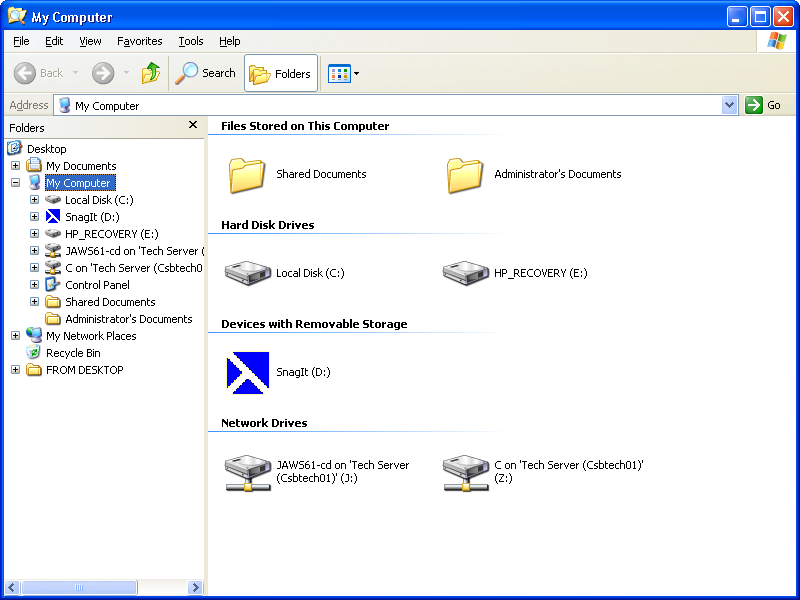 My Computer
File Edit View Favorites Tools Help
Back Search Folders
Address My Computer Go
Folders
Desktop
My Documents
My Computer
Local Disk (C:)
SnagIt (D:)
HP_RECOVERY (E:)
JAWS61-cd on 'Tech Server (
C on 'Tech Server (Csbtech0
Control Panel
Shared Documents
Administrator's Documents
My Network Places
Recycle Bin
FROM DESKTOP
Files Stored on This Computer
Shared Documents
Administrator's Documents
Hard Disk Drives
Local Disk (C:)
HP_RECOVERY (E:)
Devices with Removable Storage
SnagIt (D:)
Network Drives
JAWS61-cd on 'Tech Server
(Csbtech01)' (J:)
C on 'Tech Server (Csbtech01)'
(Z:)